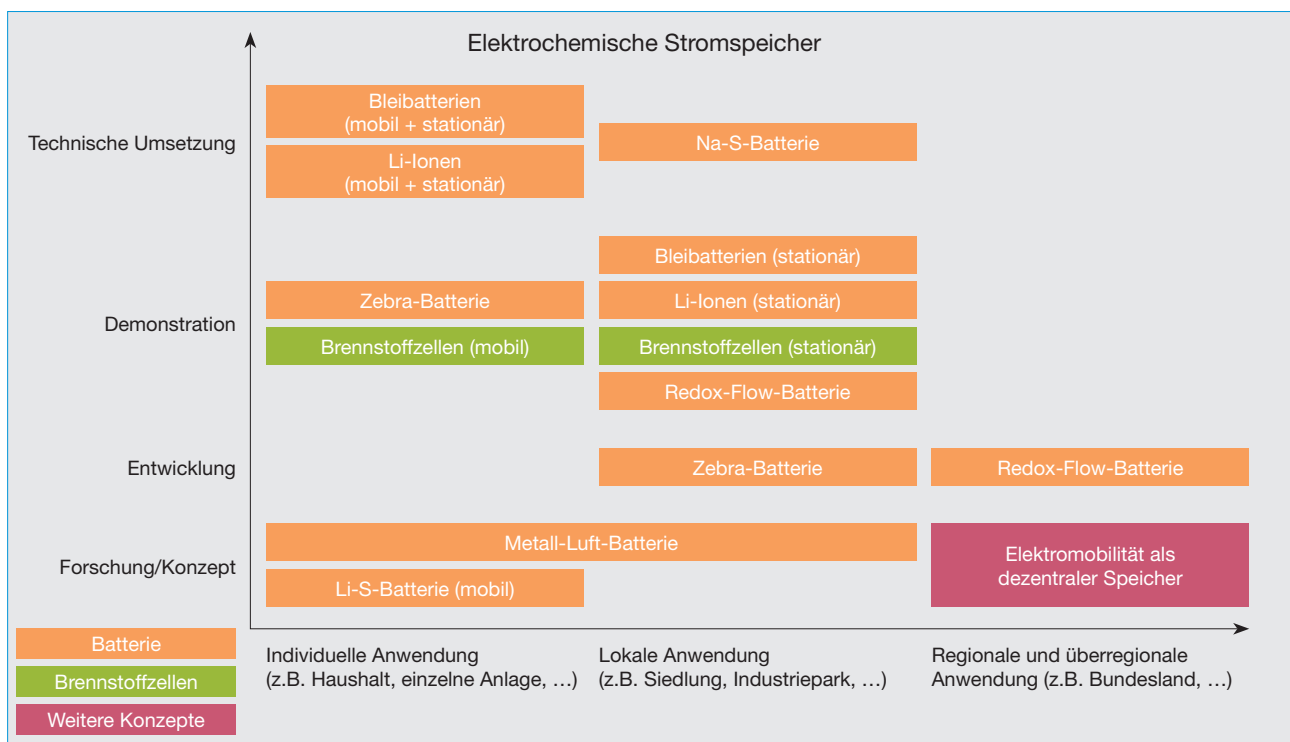 Elektrochemische Stromspeicher
Technische Umsetzung
Bleibatterien
(mobil + stationär)
Li-Ionen
(mobil + stationär)
Na-S-Batterie
Demonstration
Bleibatterien (stationär)
Zebra-Batterie
Li-Ionen (stationär)
Brennstoffzellen (mobil)
Brennstoffzellen (stationär)
Redox-Flow-Batterie
Entwicklung
Zebra-Batterie
Redox-Flow-Batterie
Forschung/Konzept
Metall-Luft-Batterie
Li-S-Batterie (mobil)
Elektromobilität als
dezentraler Speicher
Batterie
Brennstoffzellen
Weitere Konzepte
Individuelle Anwendung
(z.B. Haushalt, einzelne Anlage, …)
Lokale Anwendung
(z.B. Siedlung, Industriepark, …)
Regionale und überregionale
Anwendung (z.B. Bundesland, …)